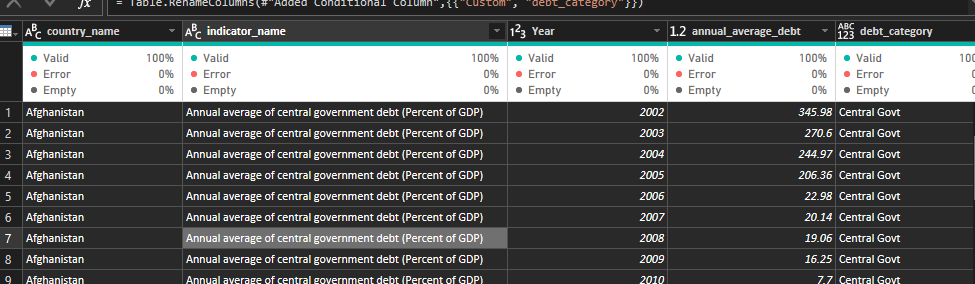 fx = Table.RenameColumns(#"Added Conditional Column",{{"Custom", "debt_category"}})
ABC country_name ABC indicator_name 123 Year 1.2 annual_average_debt ABC 123 debt_category
Valid 100% Valid 100% Valid 100% Valid 100% Valid
Error 0% Error 0% Error 0% Error 0% Error
Empty 0% Empty 0% Empty 0% Empty 0% Empty
1 Afghanistan Annual average of central government debt (Percent of GDP) 2002 345.98 Central Govt
2 Afghanistan Annual average of central government debt (Percent of GDP) 2003 270.6 Central Govt
3 Afghanistan Annual average of central government debt (Percent of GDP) 2004 244.97 Central Govt
4 Afghanistan Annual average of central government debt (Percent of GDP) 2005 206.36 Central Govt
5 Afghanistan Annual average of central government debt (Percent of GDP) 2006 22.98 Central Govt
6 Afghanistan Annual average of central government debt (Percent of GDP) 2007 20.14 Central Govt
7 Afghanistan Annual average of central government debt (Percent of GDP) 2008 19.06 Central Govt
8 Afghanistan Annual average of central government debt (Percent of GDP) 2009 16.25 Central Govt
9 Afghanistan Annual average of central government debt (Percent of GDP) 2010 7.7 Central Govt